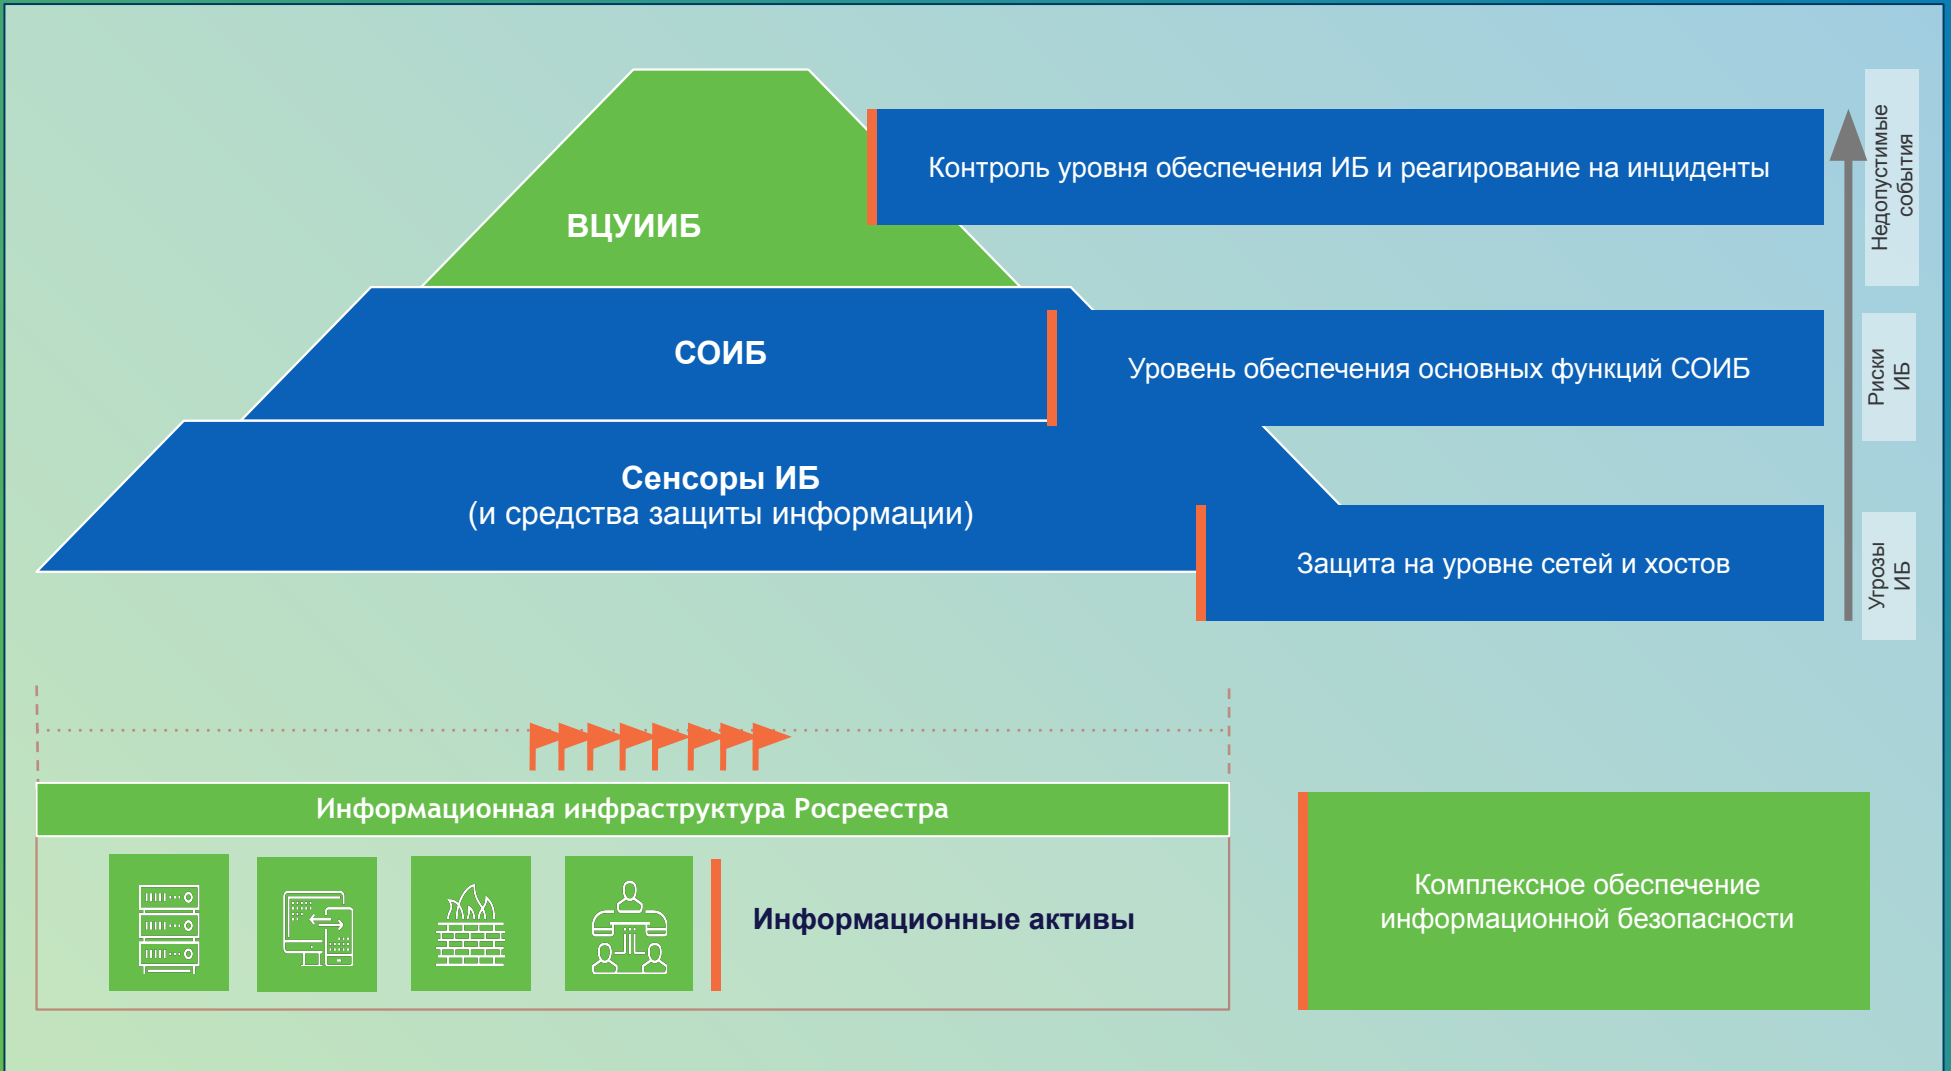 Контроль уровня обеспечения ИБ и реагирование на инциденты
Недопустимые
события
ВЦУИИБ
СОИБ
Уровень обеспечения основных функций СОИБ
Риски
ИБ
Сенсоры ИБ
(и средства защиты информации)
Защита на уровне сетей и хостов
Угрозы
ИБ
Информационная инфраструктура Росреестра
Информационные активы
Комплексное обеспечение
информационной безопасности